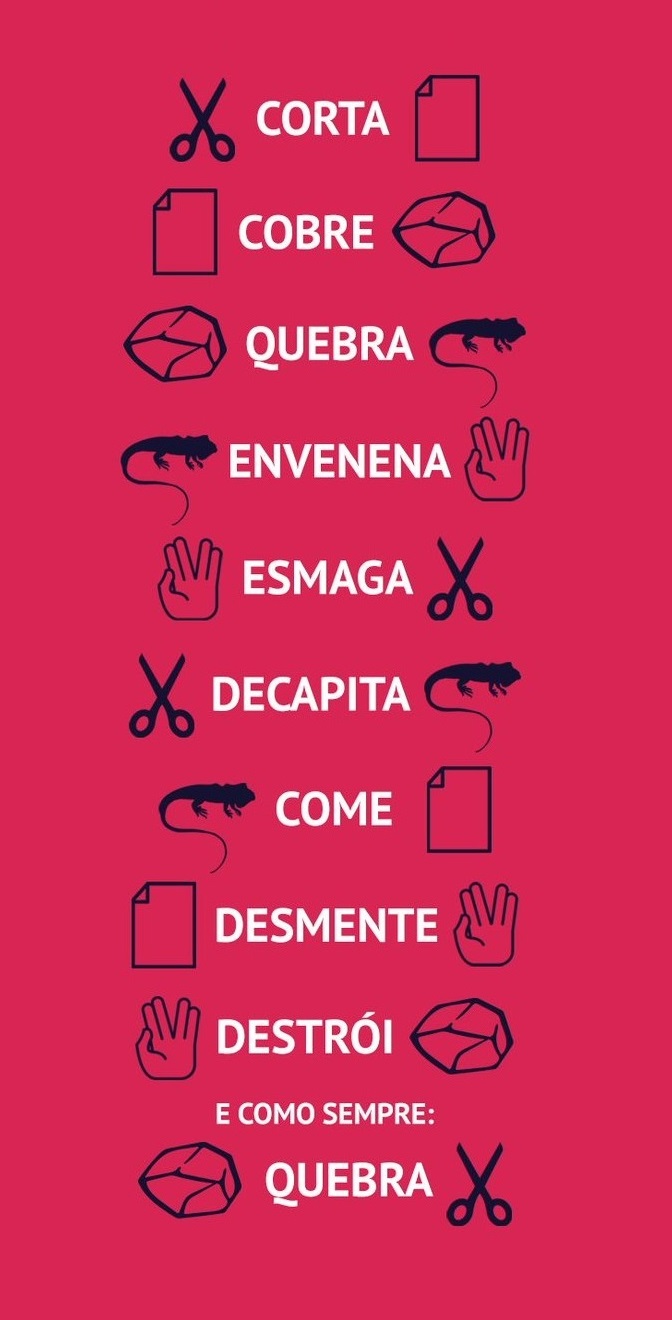 CORTA
COBRE
QUEBRA
ENVENENA
ESMAGA
DECAPITA
COME
DESMENTE
DESTRÓI
E COMO SEMPRE:
QUEBRA